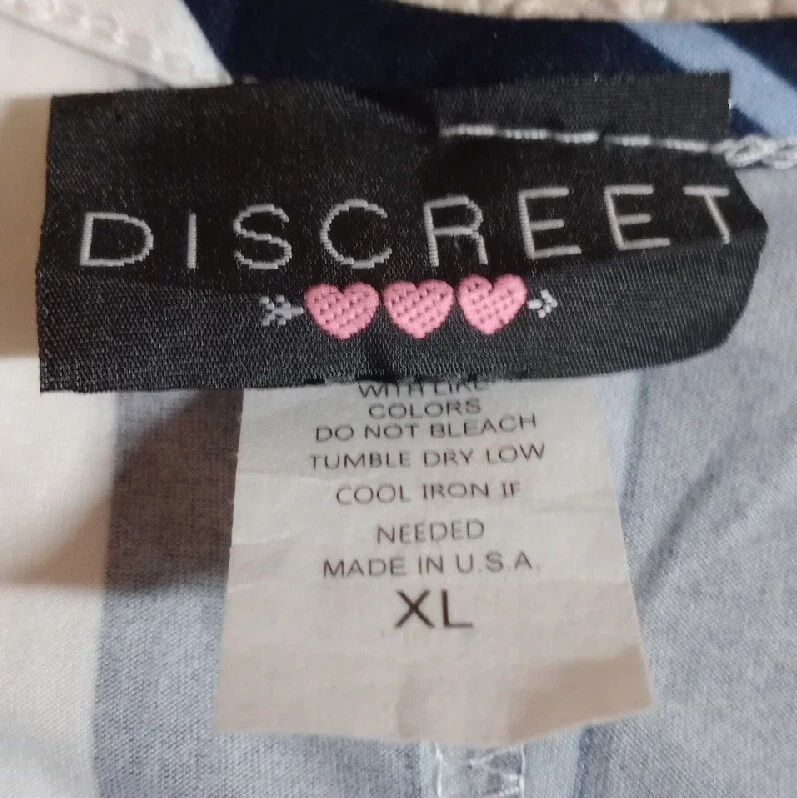 DISCREET
WITH LIKE
COLORS
DO NOT BLEACH
TUMBLE DRY LOW
COOL IRON IF
NEEDED
MADE IN U.S.A.
XL